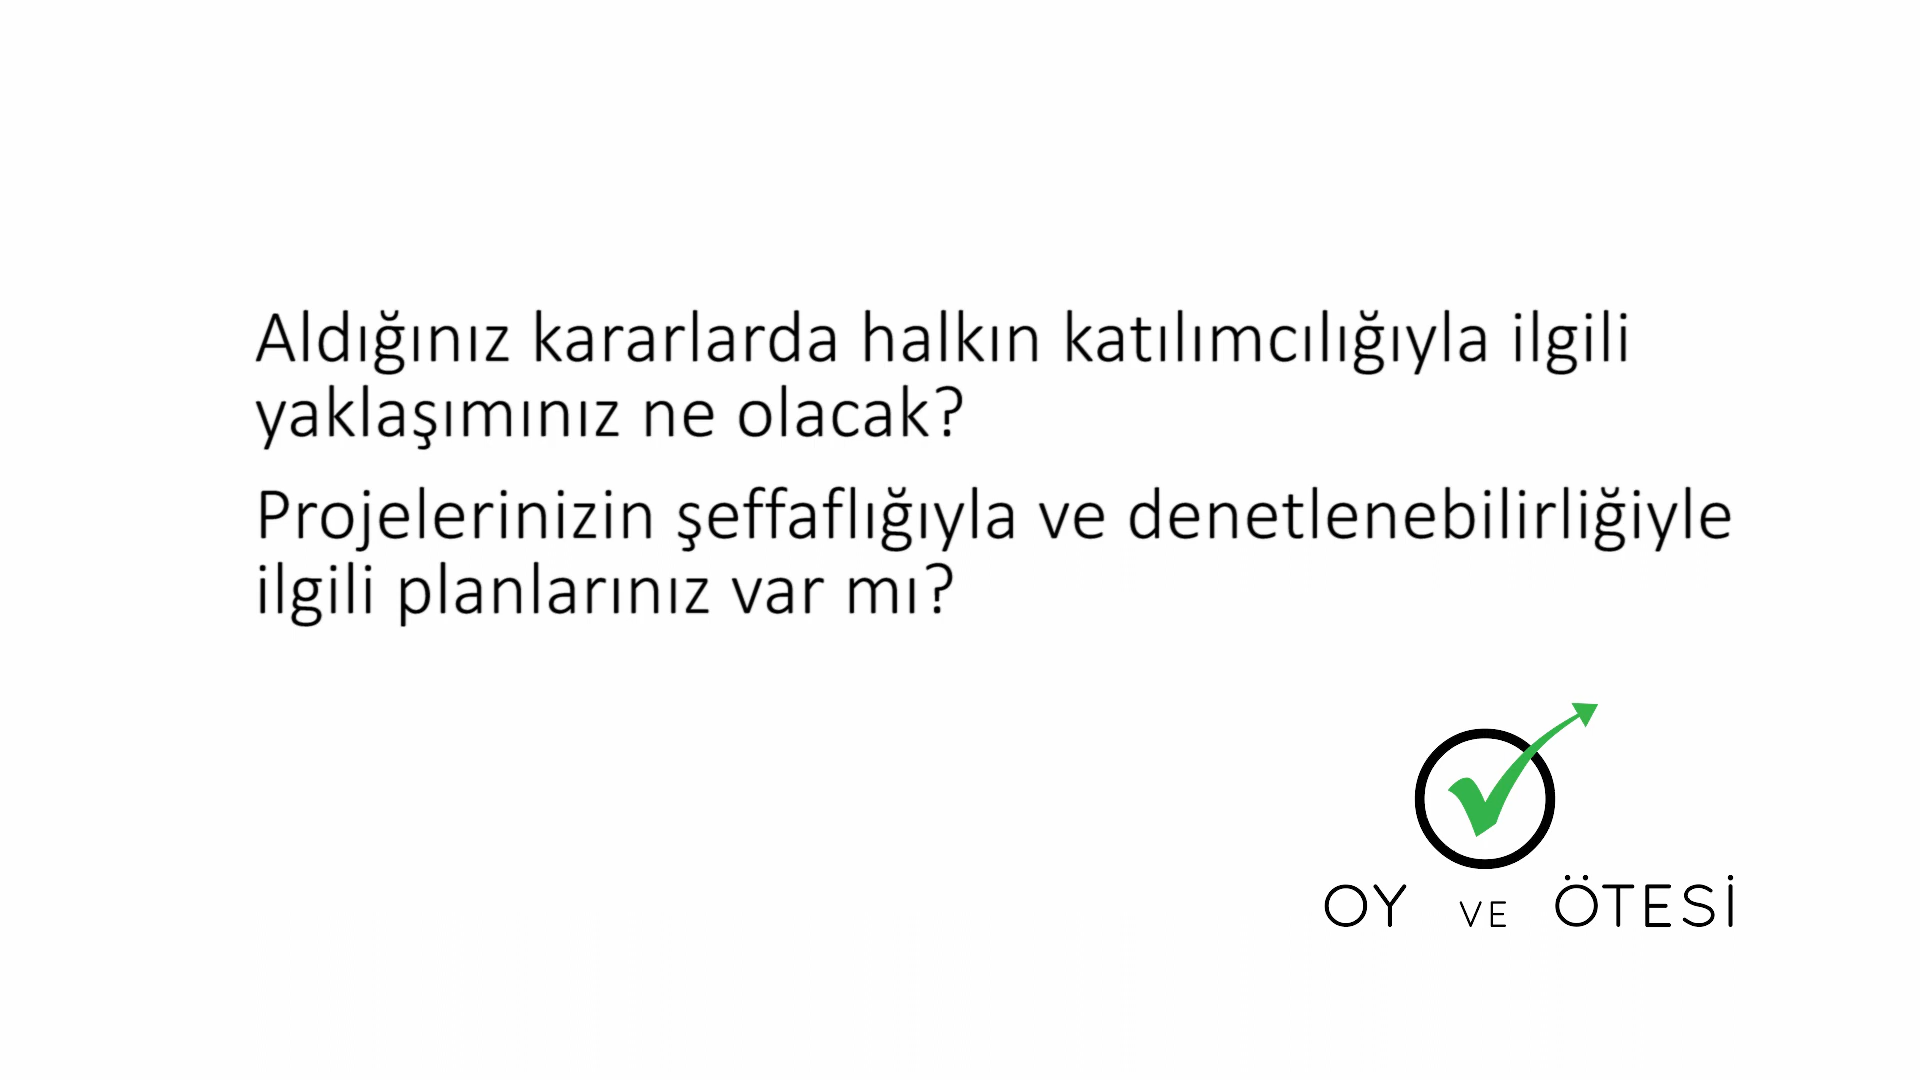 Aldığınız kararlarda halkın katılımcılığıyla ilgili
yaklaşımınız ne olacak?
Projelerinizin şeffaflığıyla ve denetlenebilirliğiyle
ilgili planlarınız var mı?
OY VE ÖTESİ